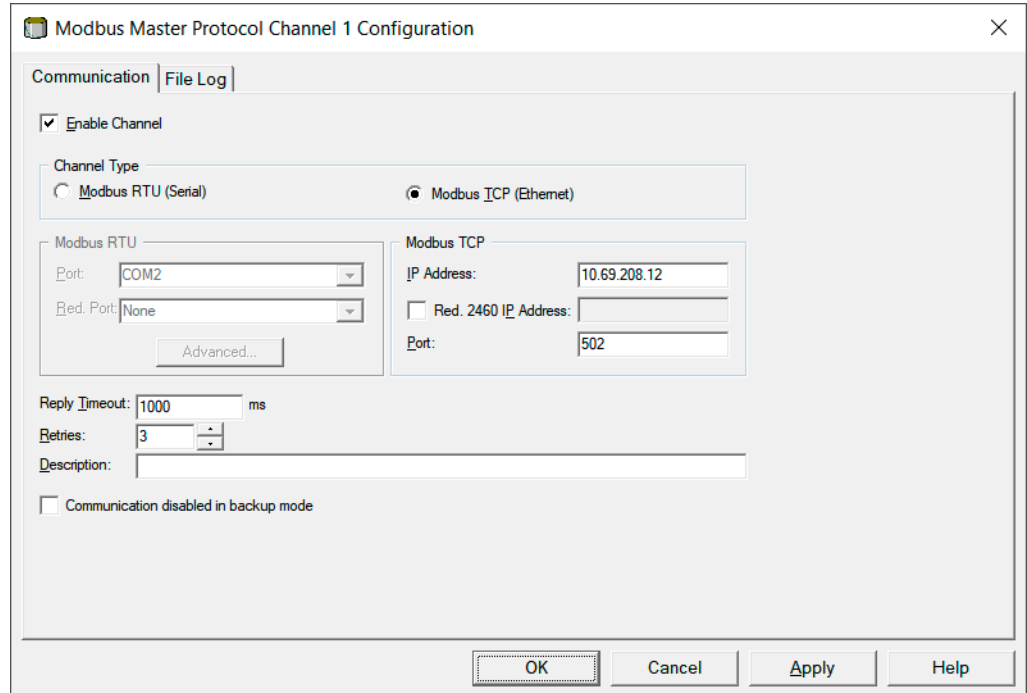 Modbus Master Protocol Channel 1 Configuration
Communication File Log
Enable Channel
Channel Type
Modbus RTU (Serial) Modbus TCP (Ethernet)
Modbus RTU
Port: COM2
Red. Port: None
Advanced...
Modbus TCP
IP Address: 10.69.208.12
Red. 2460 IP Address:
Port: 502
Reply Timeout: 1000 ms
Retries: 3
Description:
Communication disabled in backup mode
OK Cancel Apply Help